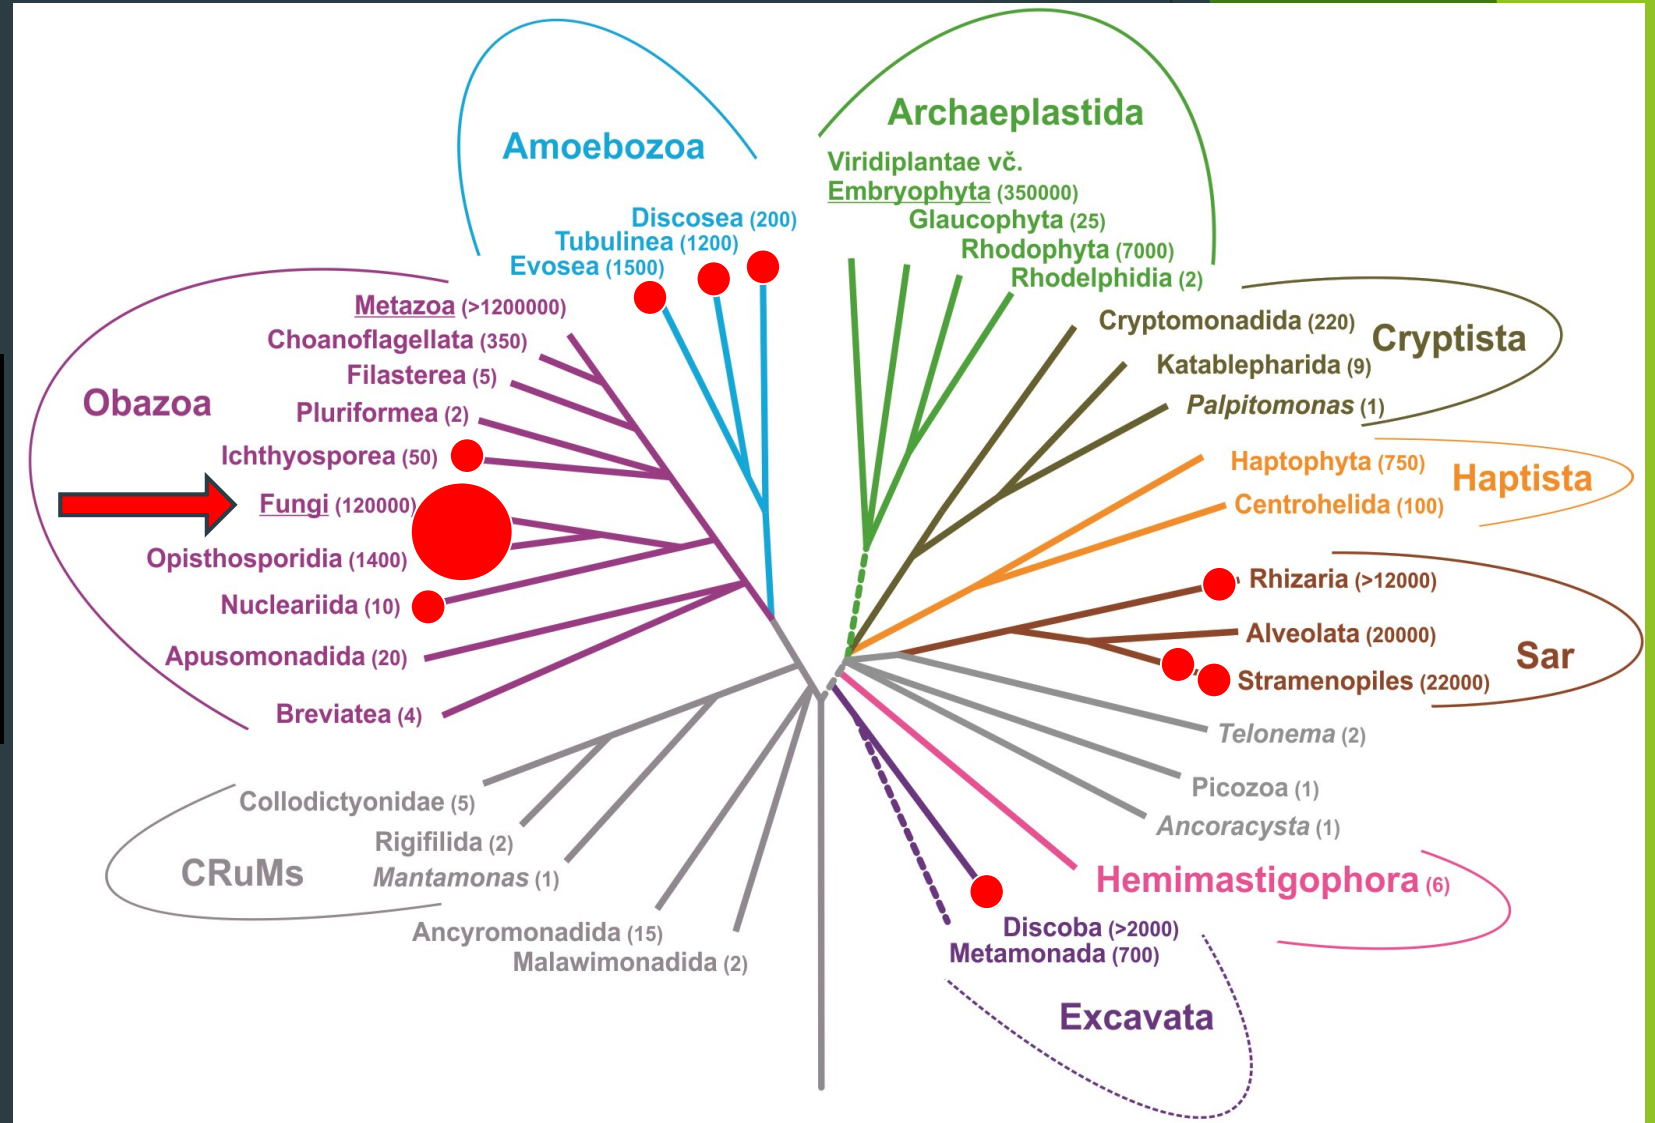 Amoebozoa
Discosea (200)
Tubulinea (1200)
Evosea (1500)
Archaeplastida
Viridiplantae vč.
Embryophyta (350000)
Glaucophyta (25)
Rhodophyta (7000)
Rhodelphidia (2)
Obazoa
Metazoa (>1200000)
Choanoflagellata (350)
Filasterea (5)
Pluriformea (2)
Ichthyosporea (50)
Fungi (120000)
Opisthosporidia (1400)
Nucleariida (10)
Apusomonadida (20)
Breviatea (4)
Cryptista
Cryptomonadida (220)
Katablepharida (9)
Palpitomonas (1)
Haptista
Haptophyta (750)
Centrohelida (100)
Sar
Rhizaria (>12000)
Alveolata (20000)
Stramenopiles (22000)
Telonema (2)
Picozoa (1)
Ancoracysta (1)
Hemimastigophora (6)
Discoba (>2000)
Metamonada (700)
Excavata
CRuMs
Collodictyonidae (5)
Rigifilida (2)
Mantamonas (1)
Ancyromonadida (15)
Malawimonadida (2)